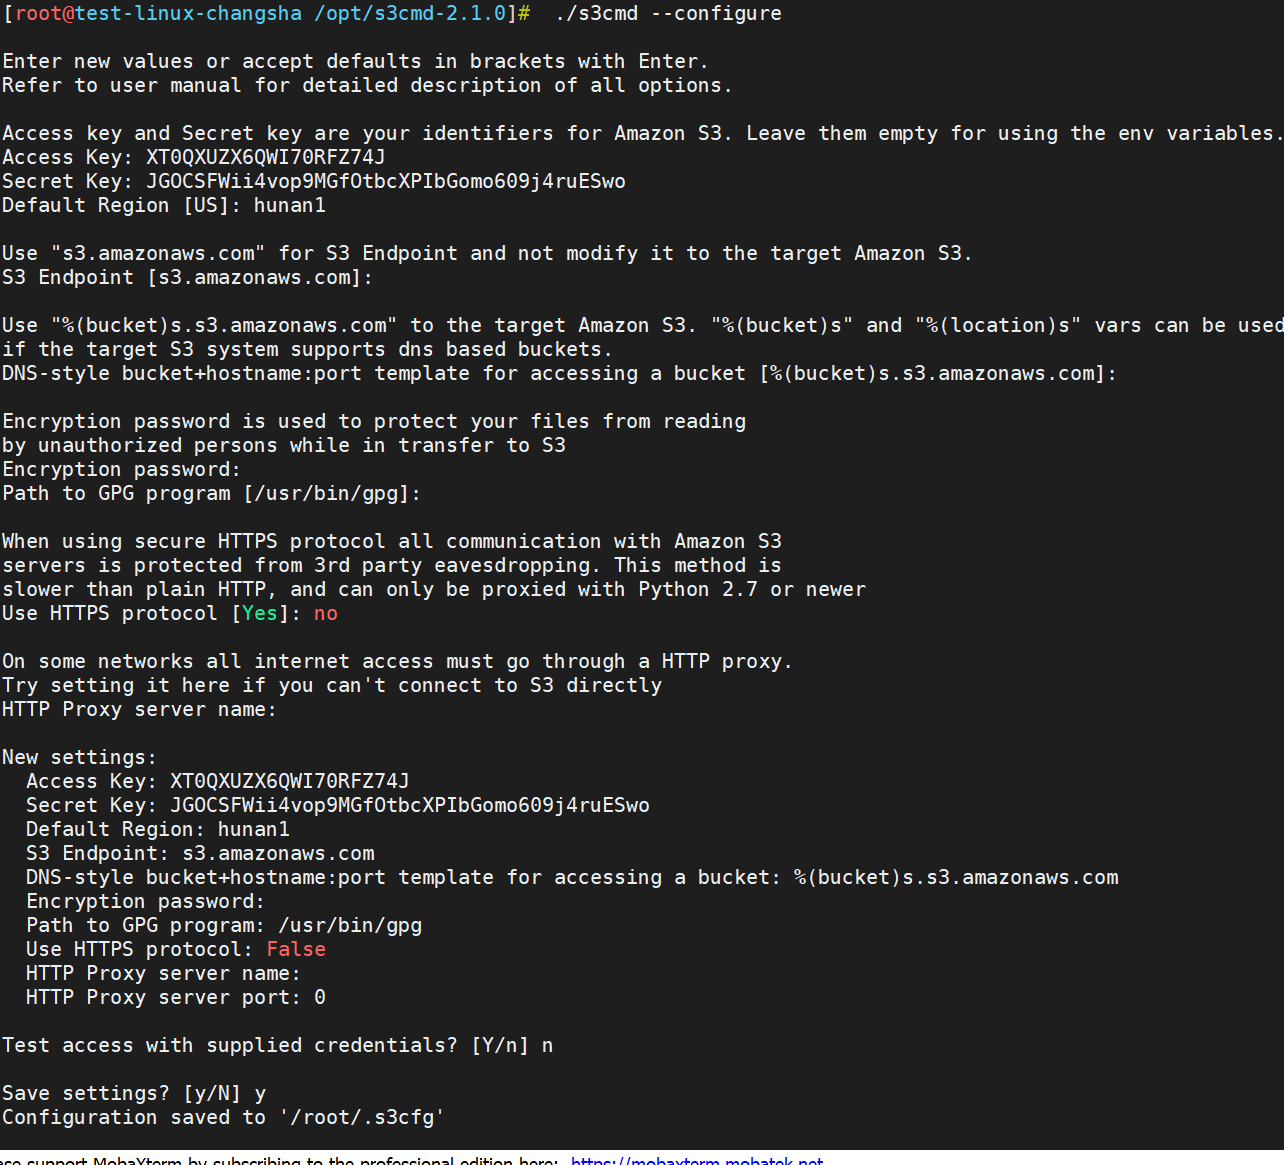 [root@test-linux-changsha /opt/s3cmd-2.1.0]#  ./s3cmd --configure
Enter new values or accept defaults in brackets with Enter.
Refer to user manual for detailed description of all options.
Access key and Secret key are your identifiers for Amazon S3. Leave them empty for using the env variables.
Access Key: XT0QXUZX6QWI70RFZ74J
Secret Key: JGOCSFWii4vop9MGfOtbcXPIbGomo609j4ruESwo
Default Region [US]: hunan1
Use "s3.amazonaws.com" for S3 Endpoint and not modify it to the target Amazon S3.
S3 Endpoint [s3.amazonaws.com]:
Use "%(bucket)s.s3.amazonaws.com" to the target Amazon S3. "%(bucket)s" and "%(location)s" vars can be used
if the target S3 system supports dns based buckets.
DNS-style bucket+hostname:port template for accessing a bucket [%(bucket)s.s3.amazonaws.com]:
Encryption password is used to protect your files from reading
by unauthorized persons while in transfer to S3
Encryption password:
Path to GPG program [/usr/bin/gpg]:
When using secure HTTPS protocol all communication with Amazon S3
servers is protected from 3rd party eavesdropping. This method is
slower than plain HTTP, and can only be proxied with Python 2.7 or newer
Use HTTPS protocol [Yes]: no
On some networks all internet access must go through a HTTP proxy.
Try setting it here if you can't connect to S3 directly
HTTP Proxy server name:
New settings:
  Access Key: XT0QXUZX6QWI70RFZ74J
  Secret Key: JGOCSFWii4vop9MGfOtbcXPIbGomo609j4ruESwo
  Default Region: hunan1
  S3 Endpoint: s3.amazonaws.com
  DNS-style bucket+hostname:port template for accessing a bucket: %(bucket)s.s3.amazonaws.com
  Encryption password:
  Path to GPG program: /usr/bin/gpg
  Use HTTPS protocol: False
  HTTP Proxy server name:
  HTTP Proxy server port: 0
Test access with supplied credentials? [Y/n] n
Save settings? [y/N] y
Configuration saved to '/root/.s3cfg'
support MobaXterm by subscribing to the professional edition here: https://mobaxterm.mobatek.net